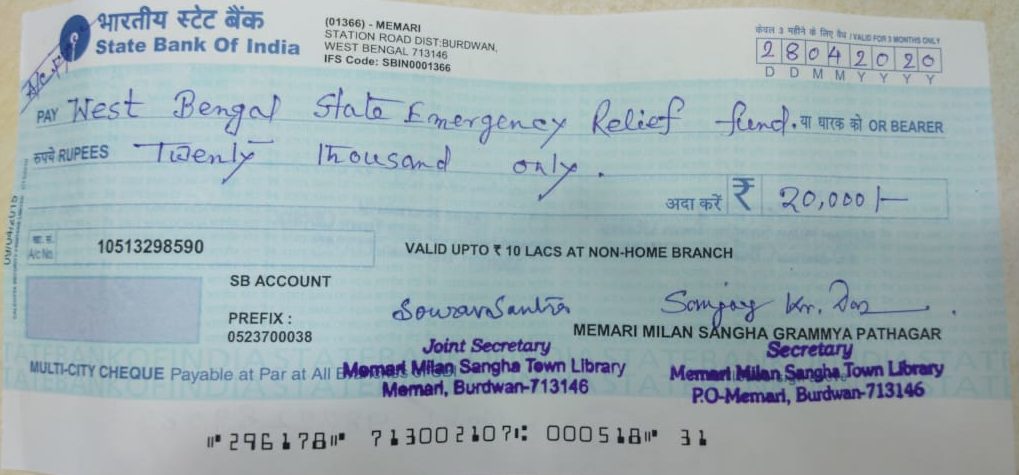 भारतीय स्टेट बैंक
State Bank Of India
(01366) - MEMARI
STATION ROAD DIST:BURDWAN,
WEST BENGAL 713146
IFS Code: SBIN0001366
केवल 3 महीने के लिए वैध / VALID FOR 3 MONTHS ONLY
28042020
D D M M Y Y Y Y
A/c. P
PAY West Bengal State Emergency Relief fund. या धारक को OR BEARER
रुपये RUPEES Twenty Thousand only.
अदा करें ₹ 20,000/-
खा. सं.
A/c No. 10513298590
VALID UPTO ₹ 10 LACS AT NON-HOME BRANCH
SB ACCOUNT
PREFIX :
0523700038
Sourav Santra
Sanjay Kr. Das
MEMARI MILAN SANGHA GRAMMYA PATHAGAR
Joint Secretary
Memari Milan Sangha Town Library
Memari, Burdwan-713146
Secretary
Memari Milan Sangha Town Library
P.O-Memari, Burdwan-713146
MULTI-CITY CHEQUE Payable at Par at All
⑈296178⑈ 713002107⑆ 000518⑈ 31